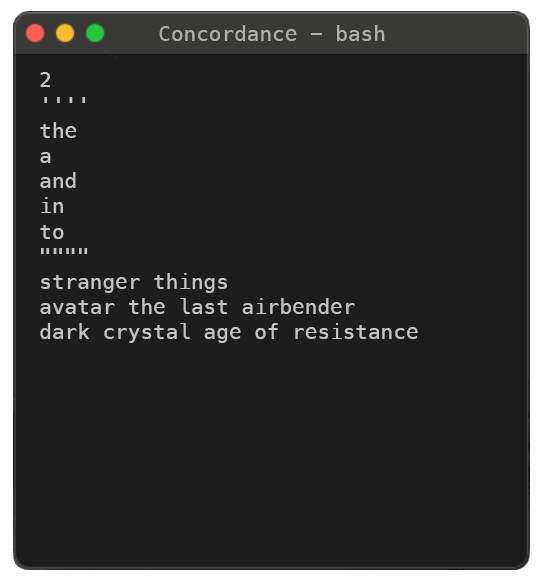 Concordance – bash
2
''''
the
a
and
in
to
""""
stranger things
avatar the last airbender
dark crystal age of resistance